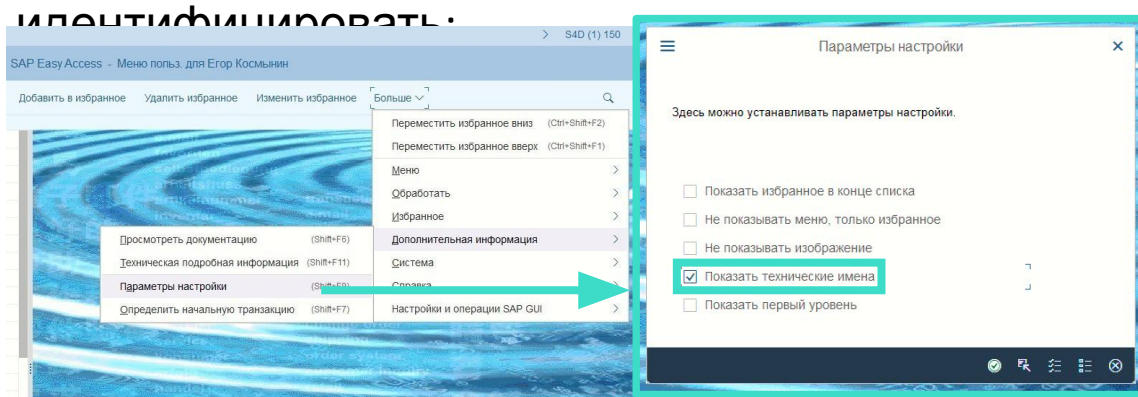 идентифицировать:
S4D (1) 150
SAP Easy Access - Меню польз. для Егор Космынин
Добавить в избранное Удалить избранное Изменить избранное Больше
Переместить избранное вниз (Ctrl+Shift+F2)
Переместить избранное вверх (Ctrl+Shift+F1)
Меню
Обработать
Избранное
Дополнительная информация
Система
Справка
Настройки и операции SAP GUI
Просмотреть документацию (Shift+F6)
Техническая подробная информация (Shift+F11)
Параметры настройки (Shift+F9)
Определить начальную транзакцию (Shift+F7)
Параметры настройки
Здесь можно устанавливать параметры настройки.
Показать избранное в конце списка
Не показывать меню, только избранное
Не показывать изображение
Показать технические имена
Показать первый уровень